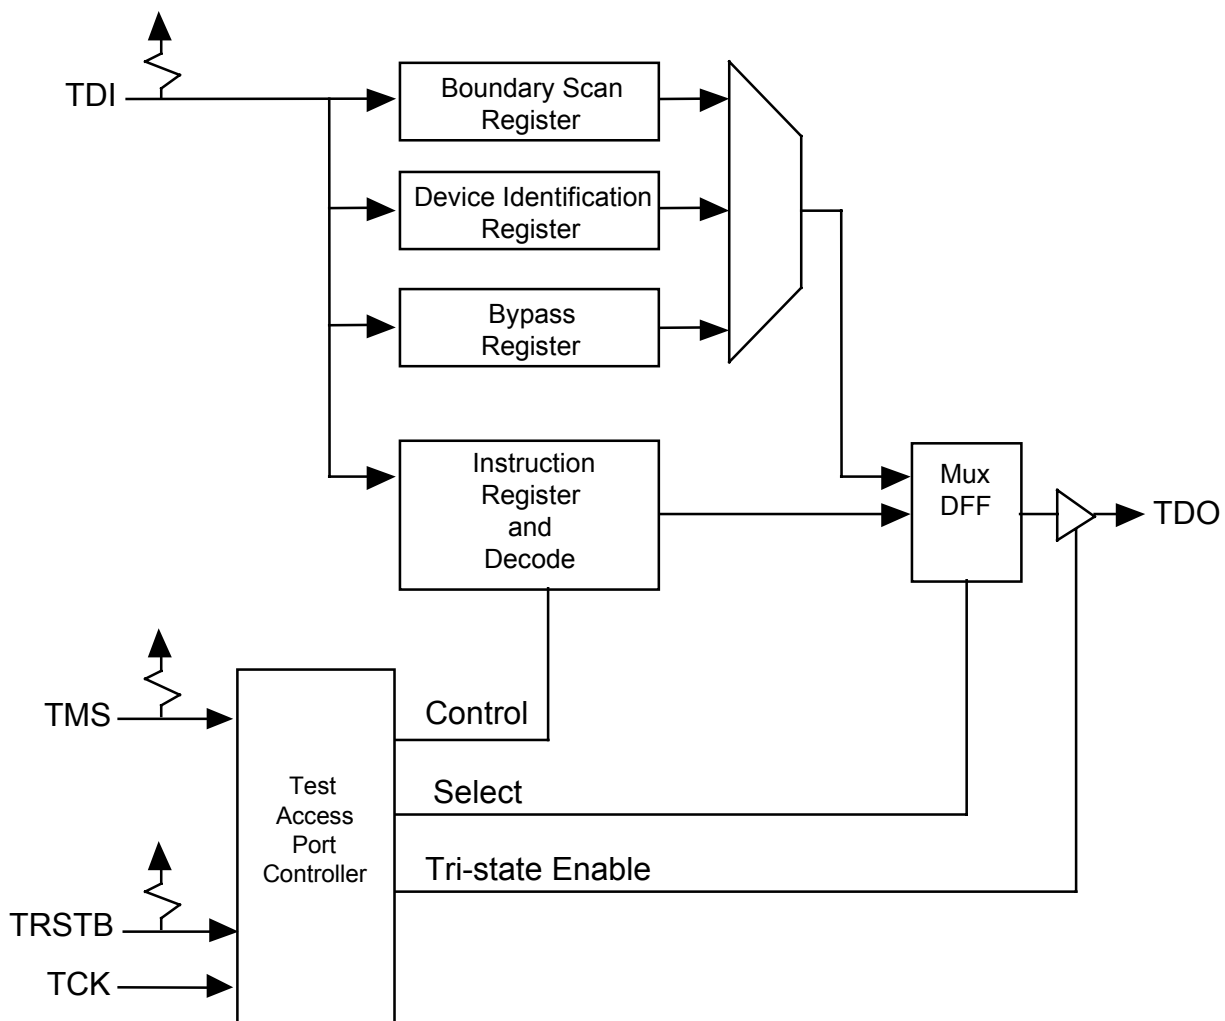 TDI
Boundary Scan
Register
Device Identification
Register
Bypass
Register
Instruction
Register
and
Decode
Mux
DFF
TDO
TMS
Control
Test
Access
Port
Controller
Select
Tri-state Enable
TRSTB
TCK